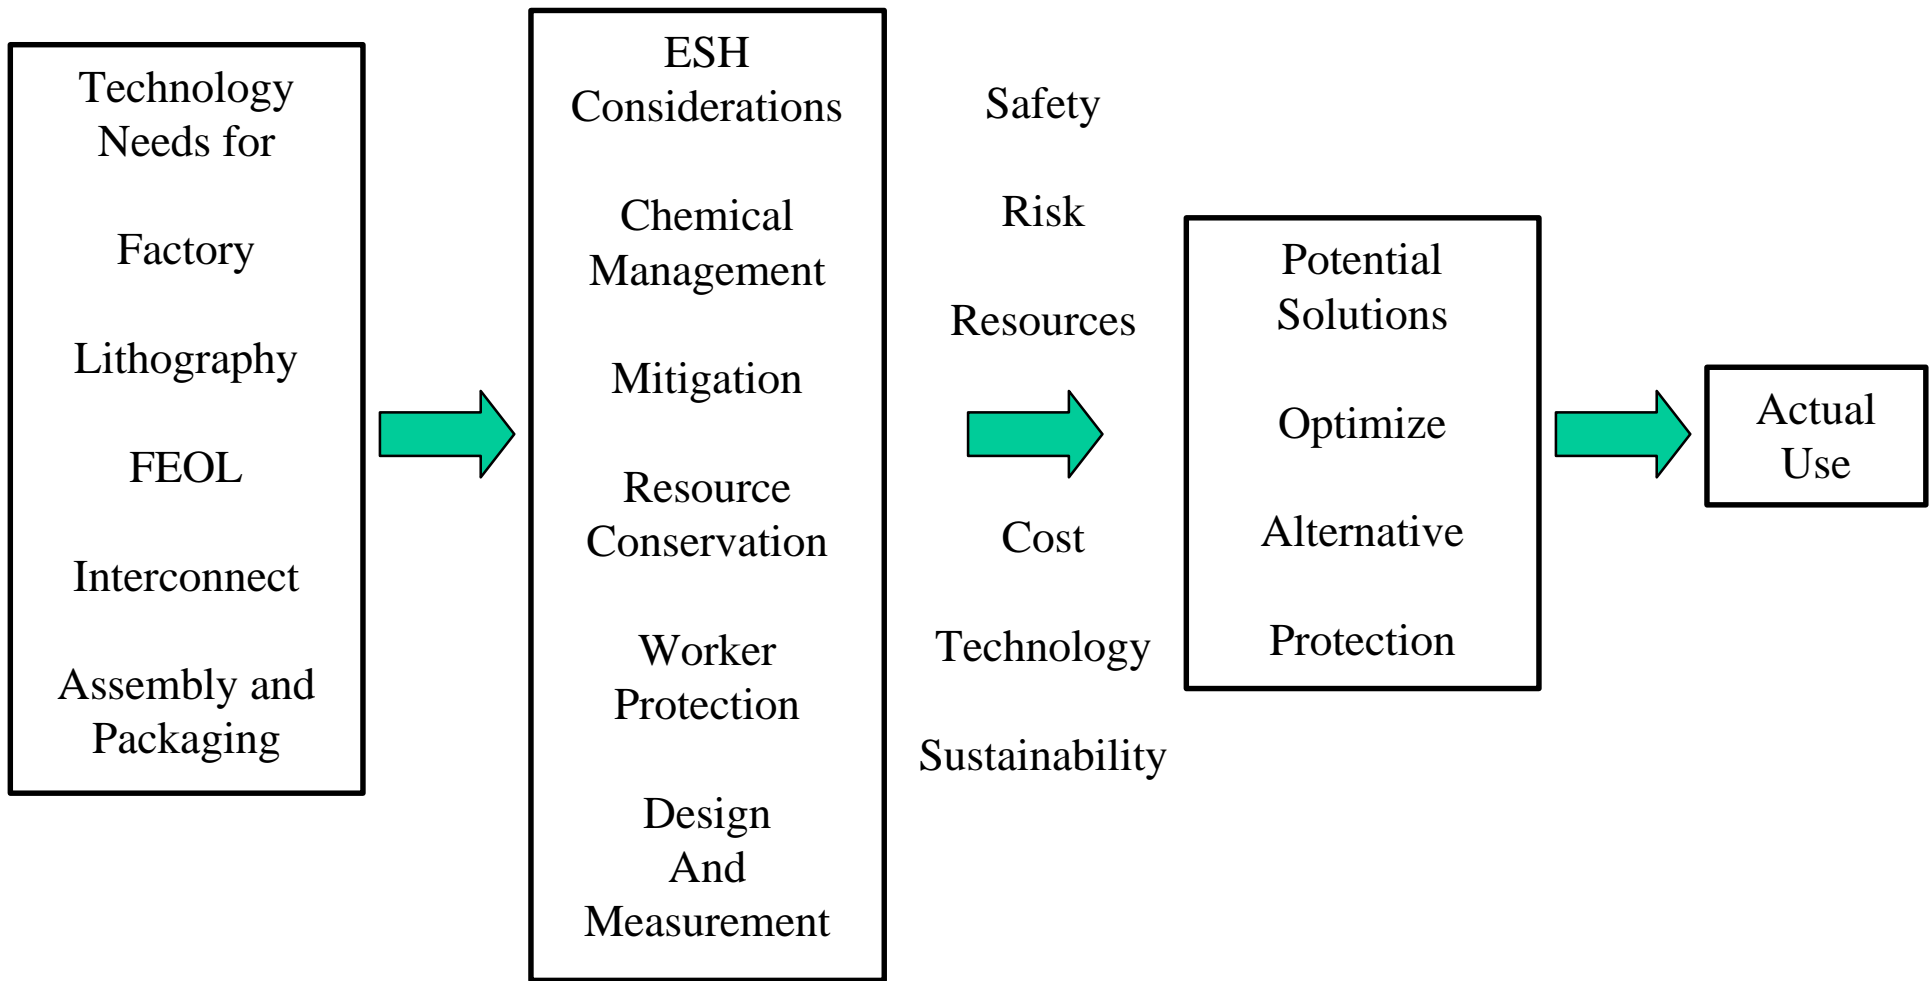 Technology
Needs for
Factory
Lithography
FEOL
Interconnect
Assembly and
Packaging
ESH
Considerations
Chemical
Management
Mitigation
Resource
Conservation
Worker
Protection
Design
And
Measurement
Safety
Risk
Resources
Cost
Technology
Sustainability
Potential
Solutions
Optimize
Alternative
Protection
Actual
Use